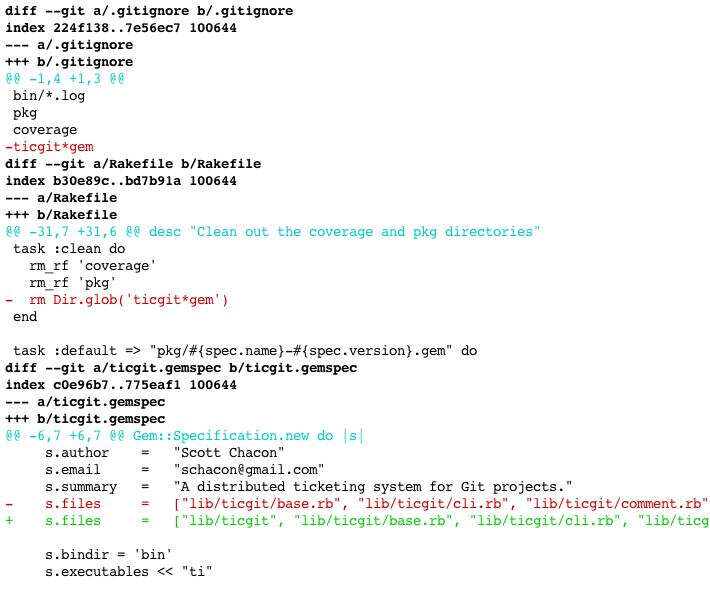 diff --git a/.gitignore b/.gitignore
index 224f138..7e56ec7 100644
--- a/.gitignore
+++ b/.gitignore
@@ -1,4 +1,3 @@
 bin/*.log
 pkg
 coverage
-ticgit*gem
diff --git a/Rakefile b/Rakefile
index b30e89c..bd7b91a 100644
--- a/Rakefile
+++ b/Rakefile
@@ -31,7 +31,6 @@ desc "Clean out the coverage and pkg directories"
 task :clean do
   rm_rf 'coverage'
   rm_rf 'pkg'
-  rm Dir.glob('ticgit*gem')
 end

 task :default => "pkg/#{spec.name}-#{spec.version}.gem" do
diff --git a/ticgit.gemspec b/ticgit.gemspec
index c0e96b7..775eaf1 100644
--- a/ticgit.gemspec
+++ b/ticgit.gemspec
@@ -6,7 +6,7 @@ Gem::Specification.new do |s|
     s.author    =   "Scott Chacon"
     s.email     =   "schacon@gmail.com"
     s.summary   =   "A distributed ticketing system for Git projects."
-    s.files     =   ["lib/ticgit/base.rb", "lib/ticgit/cli.rb", "lib/ticgit/comment.rb"
+    s.files     =   ["lib/ticgit", "lib/ticgit/base.rb", "lib/ticgit/cli.rb", "lib/ticg

     s.bindir = 'bin'
     s.executables << "ti"